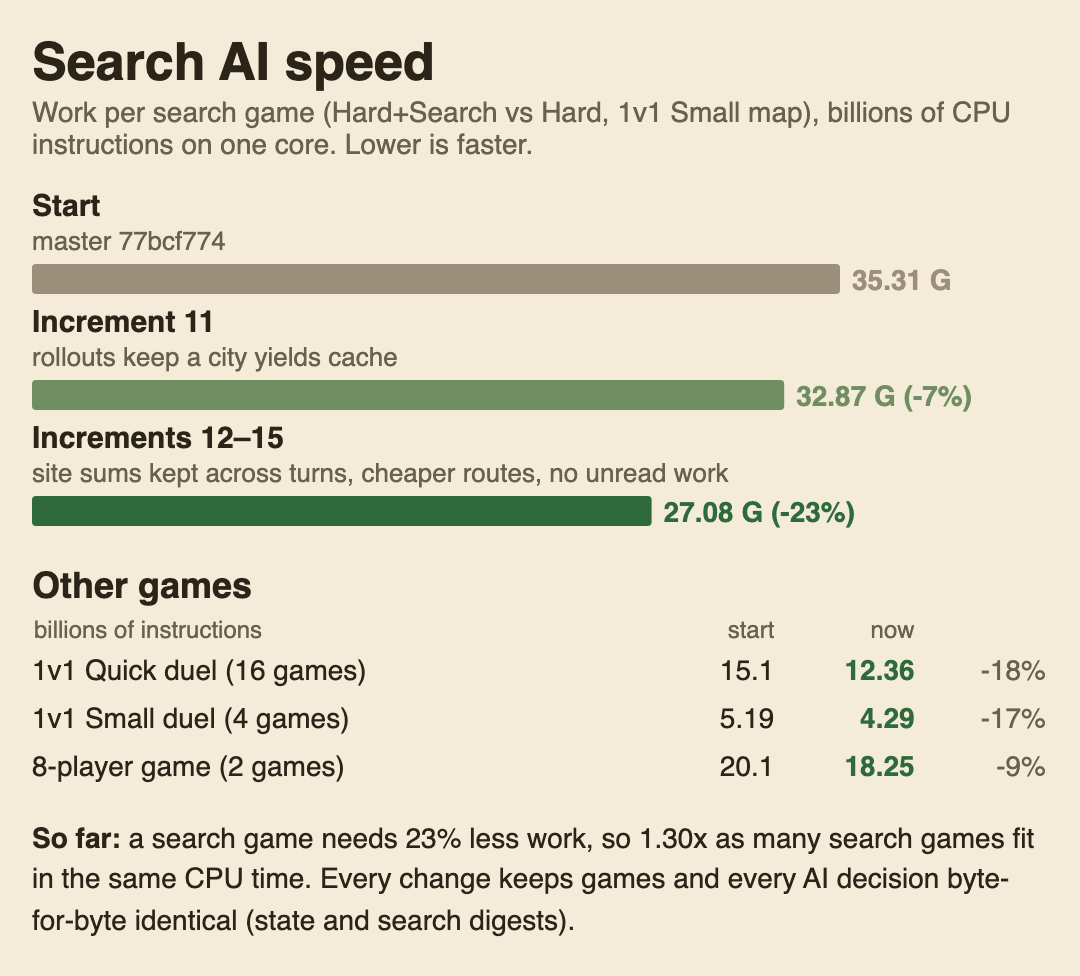 Search AI speed
Work per search game (Hard+Search vs Hard, 1v1 Small map), billions of CPU
instructions on one core. Lower is faster.
Start
master 77bcf774
35.31 G
Increment 11
rollouts keep a city yields cache
32.87 G (-7%)
Increments 12–15
site sums kept across turns, cheaper routes, no unread work
27.08 G (-23%)
Other games
billions of instructions start now
1v1 Quick duel (16 games) 15.1 12.36 -18%
1v1 Small duel (4 games) 5.19 4.29 -17%
8-player game (2 games) 20.1 18.25 -9%
So far: a search game needs 23% less work, so 1.30x as many search games fit
in the same CPU time. Every change keeps games and every AI decision byte-
for-byte identical (state and search digests).